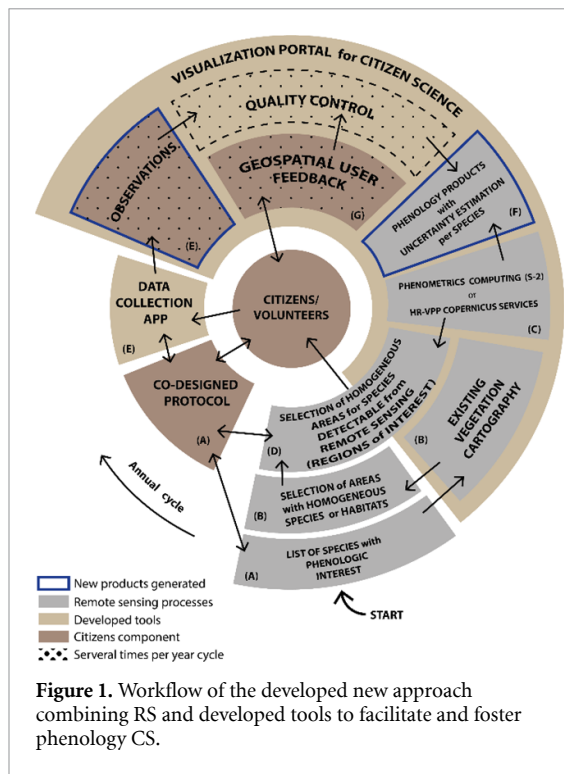 VISUALIZATION PORTAL for CITIZEN SCIENCE
QUALITY CONTROL
GEOSPATIAL USER
FEEDBACK
(G)
OBSERVATIONS
(E).
PHENOLOGY PRODUCTS
with
UNCERTAINTY ESTIMATION
per SPECIES
(F)
PHENOMETRICS COMPUTING (S-2)
or
HR-VPP COPERNICUS SERVICES
(C)
DATA
COLLECTION
APP
(E)
CITIZENS/
VOLUNTEERS
CO-DESIGNED
PROTOCOL
(A)
SELECTION of HOMOGENEOUS
AREAS for SPECIES
DETECTABLE from
REMOTE SENSING
(REGIONS of INTEREST)
(D)
EXISTING
VEGETATION
CARTOGRAPHY
(B)
SELECTION of AREAS
with HOMOGENEOUS
SPECIES or HABITATS
(B)
LIST of SPECIES with
PHENOLOGIC
INTEREST
(A)
Annual cycle
START
New products generated
Remote sensing processes
Developed tools
Citizens component
Serveral times per year cycle
Figure 1. Workflow of the developed new approach
combining RS and developed tools to facilitate and foster
phenology CS.